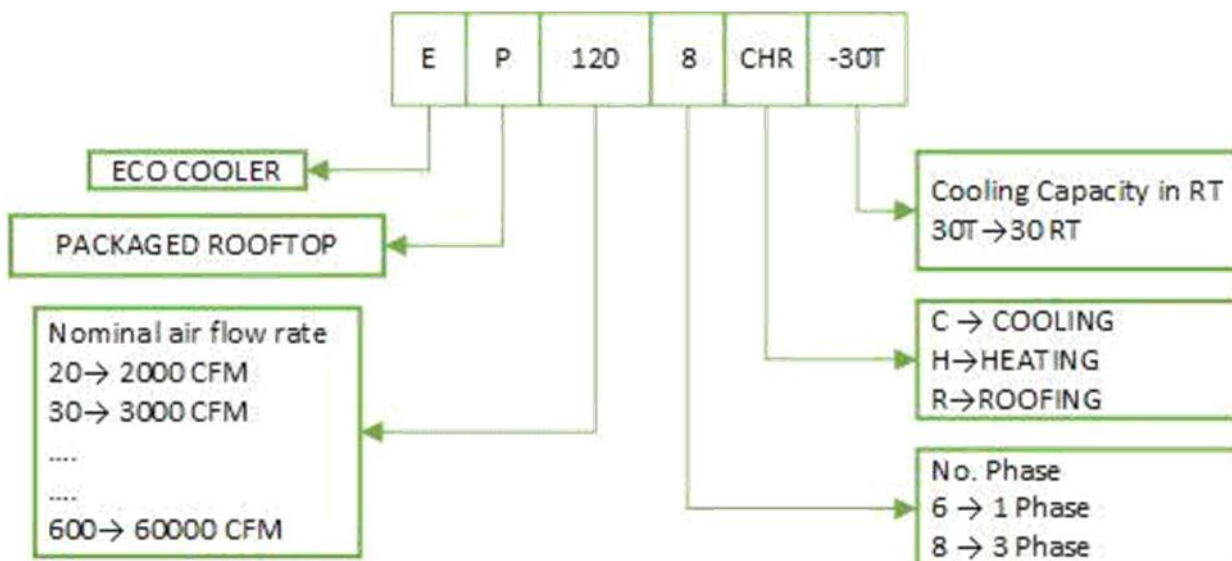 E P 120 8 CHR -30T
ECO COOLER
PACKAGED ROOFTOP
Nominal air flow rate
20→ 2000 CFM
30→ 3000 CFM
....
....
600→ 60000 CFM
Cooling Capacity in RT
30T→30 RT
C → COOLING
H→HEATING
R→ROOFING
No. Phase
6 → 1 Phase
8 → 3 Phase